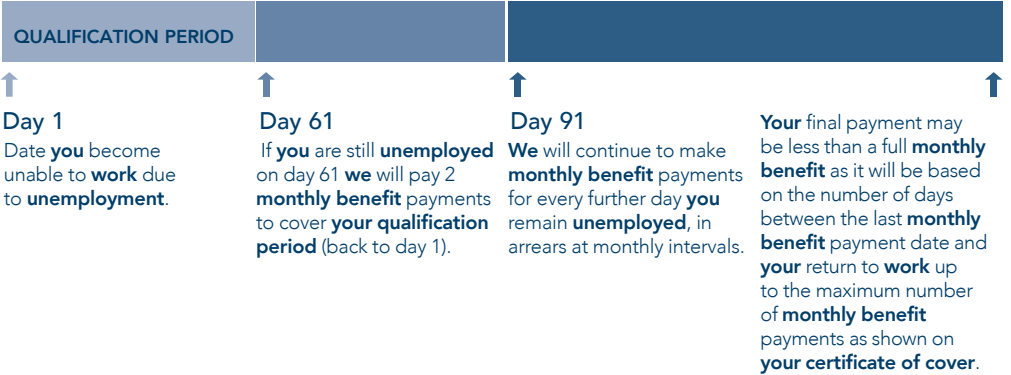 QUALIFICATION PERIOD
Day 1
Date you become
unable to work due
to unemployment.
Day 61
If you are still unemployed
on day 61 we will pay 2
monthly benefit payments
to cover your qualification
period (back to day 1).
Day 91
We will continue to make
monthly benefit payments
for every further day you
remain unemployed, in
arrears at monthly intervals.
Your final payment may
be less than a full monthly
benefit as it will be based
on the number of days
between the last monthly
benefit payment date and
your return to work up
to the maximum number
of monthly benefit
payments as shown on
your certificate of cover.